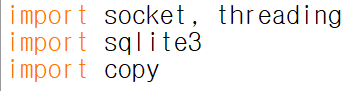 import socket, threading
import sqlite3
import copy